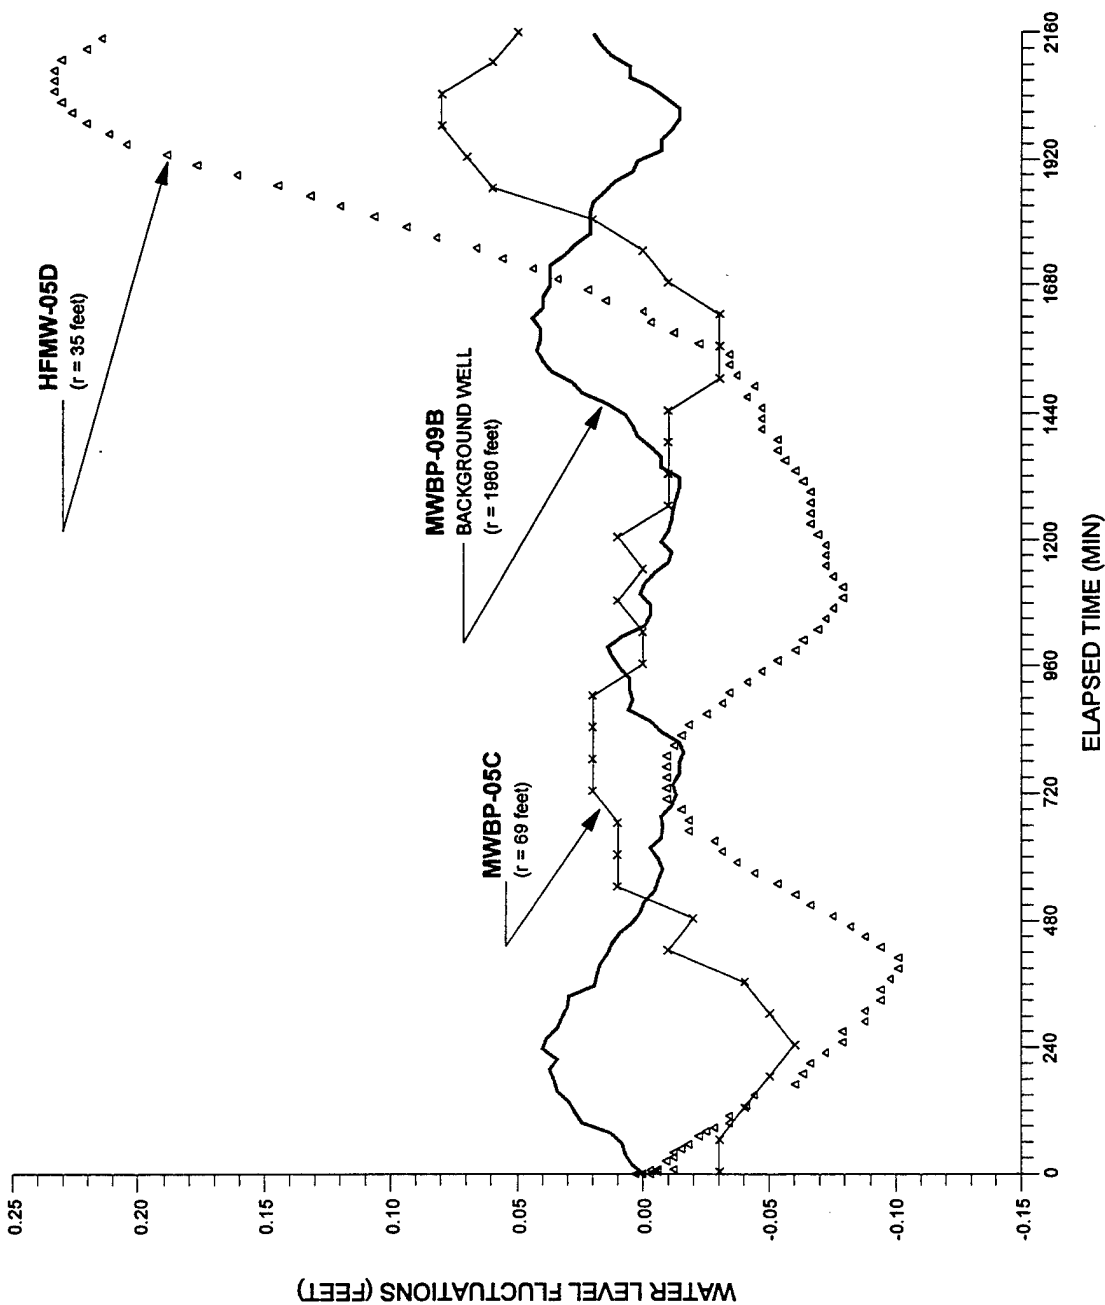 WATER LEVEL FLUCTUATIONS (FEET)
0.25
0.20
0.15
0.10
0.05
0.00
-0.05
-0.10
-0.15
HFMW-05D
(r = 35 feet)
MWBP-09B
BACKGROUND WELL
(r = 1960 feet)
MWBP-05C
(r = 69 feet)
0 240 480 720 960 1200 1440 1680 1920 2160
ELAPSED TIME (MIN)